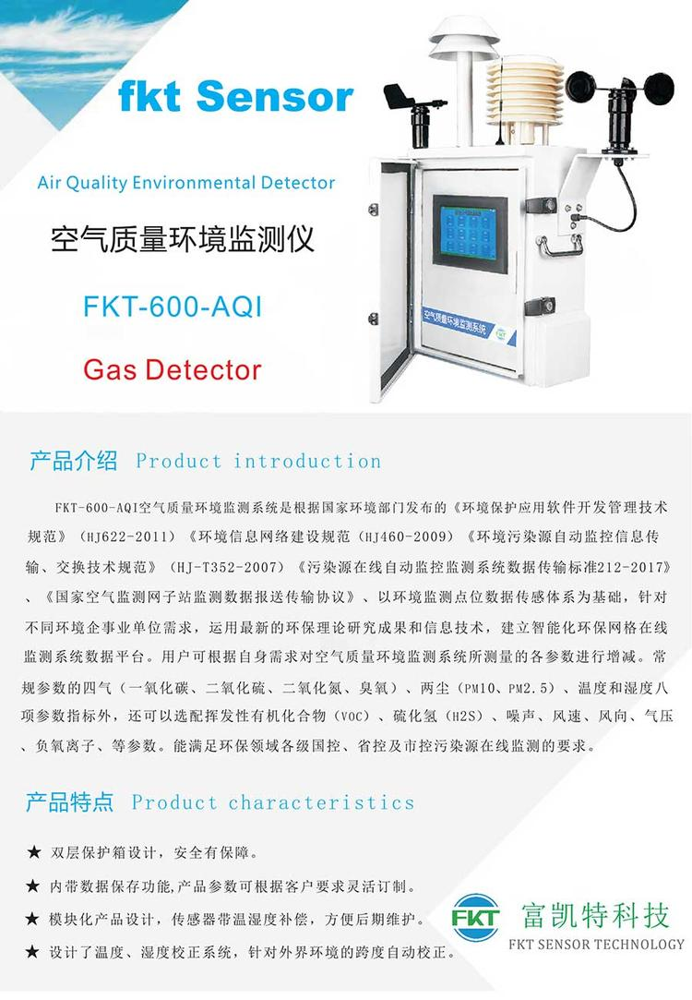 fkt Sensor
Air Quality Environmental Detector
空气质量环境监测仪
FKT-600-AQI
Gas Detector
空气质量环境监测系统
FKT
产品介绍 Product introduction
FKT-600-AQI空气质量环境监测系统是根据国家环境部门发布的《环境保护应用软件开发管理技术
规范》（HJ622-2011）《环境信息网络建设规范（HJ460-2009）《环境污染源自动监控信息传
输、交换技术规范》（HJ-T352-2007）《污染源在线自动监控监测系统数据传输标准212-2017》
、《国家空气监测网子站监测数据报送传输协议》、以环境监测点位数据传感体系为基础，针对
不同环境企事业单位需求，运用最新的环保理论研究成果和信息技术，建立智能化环保网格在线
监测系统数据平台。用户可根据自身需求对空气质量环境监测系统所测量的各参数进行增减。常
规参数的四气（一氧化碳、二氧化硫、二氧化氮、臭氧）、两尘（PM10、PM2.5）、温度和湿度八
项参数指标外，还可以选配挥发性有机化合物（VOC）、硫化氢（H2S）、噪声、风速、风向、气压
、负氧离子、等参数。能满足环保领域各级国控、省控及市控污染源在线监测的要求。
产品特点 Product characteristics
★ 双层保护箱设计，安全有保障。
★ 内带数据保存功能,产品参数可根据客户要求灵活订制。
★ 模块化产品设计，传感器带温湿度补偿，方便后期维护。
★ 设计了温度、湿度校正系统，针对外界环境的跨度自动校正。
FKT 富凯特科技
FKT SENSOR TECHNOLOGY